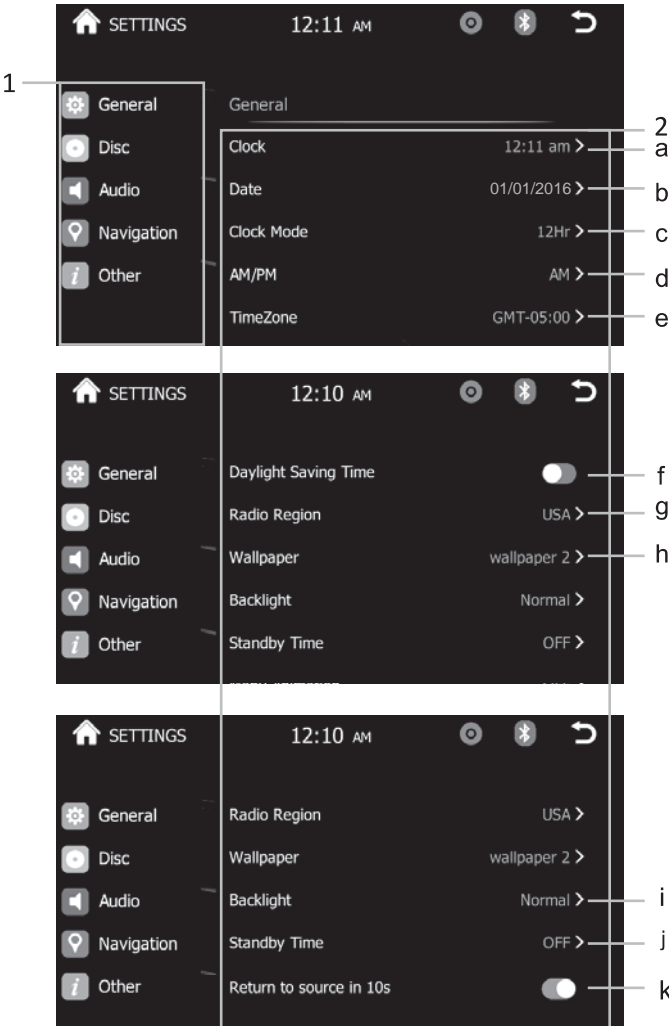 SETTINGS 12:11 AM
1
General General
2
Disc Clock 12:11 am > a
Audio Date 01/01/2016 > b
Navigation Clock Mode 12Hr > c
i Other AM/PM AM > d
TimeZone GMT-05:00 > e
SETTINGS 12:10 AM
General Daylight Saving Time f
Disc Radio Region USA > g
Audio Wallpaper wallpaper 2 > h
Navigation Backlight Normal >
i Other Standby Time OFF >
SETTINGS 12:10 AM
General Radio Region USA >
Disc Wallpaper wallpaper 2 >
Audio Backlight Normal > i
Navigation Standby Time OFF > j
i Other Return to source in 10s k